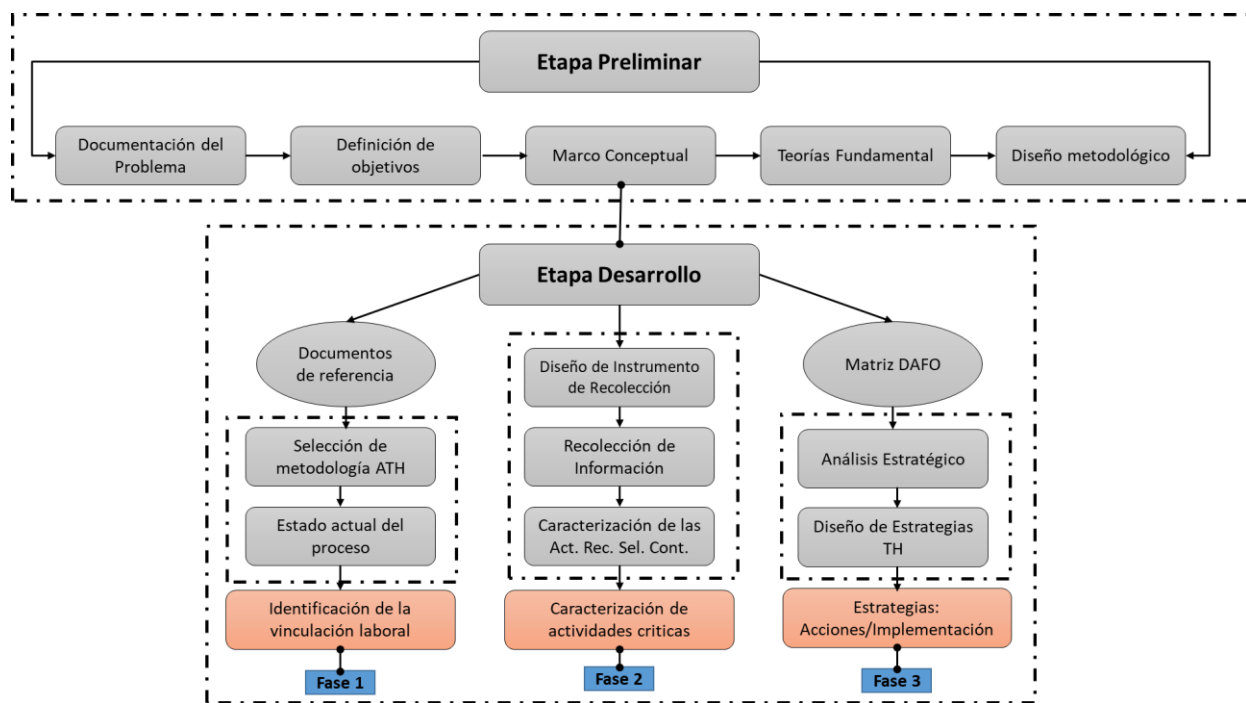 Etapa Preliminar
Documentación del
Problema
Definición de
objetivos
Marco Conceptual
Teorías Fundamental
Diseño metodológico
Etapa Desarrollo
Documentos
de referencia
Selección de
metodología ATH
Estado actual del
proceso
Identificación de la
vinculación laboral
Fase 1
Diseño de Instrumento
de Recolección
Recolección de
Información
Caracterización de las
Act. Rec. Sel. Cont.
Caracterización de
actividades criticas
Fase 2
Matriz DAFO
Análisis Estratégico
Diseño de Estrategias
TH
Estrategias:
Acciones/Implementación
Fase 3